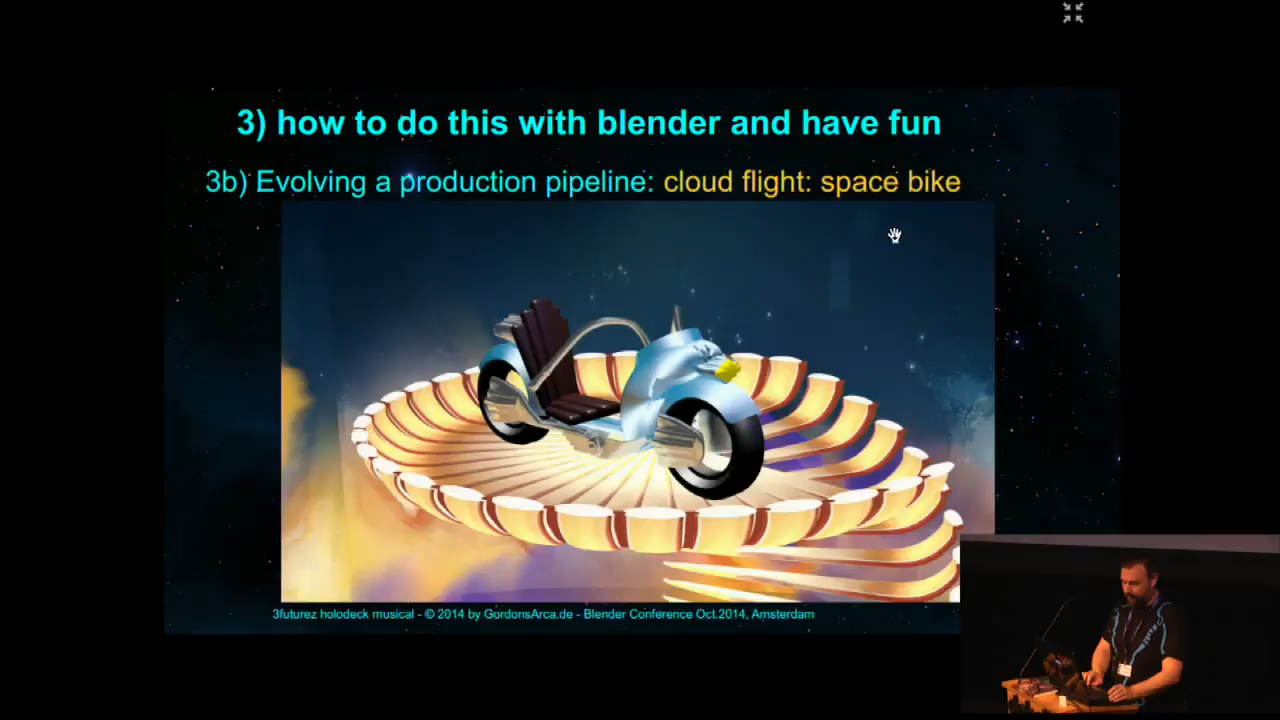 3) how to do this with blender and have fun
3b) Evolving a production pipeline: cloud flight: space bike
3futurez holodeck musical - © 2014 by GordonsArca.de - Blender Conference Oct.2014, Amsterdam